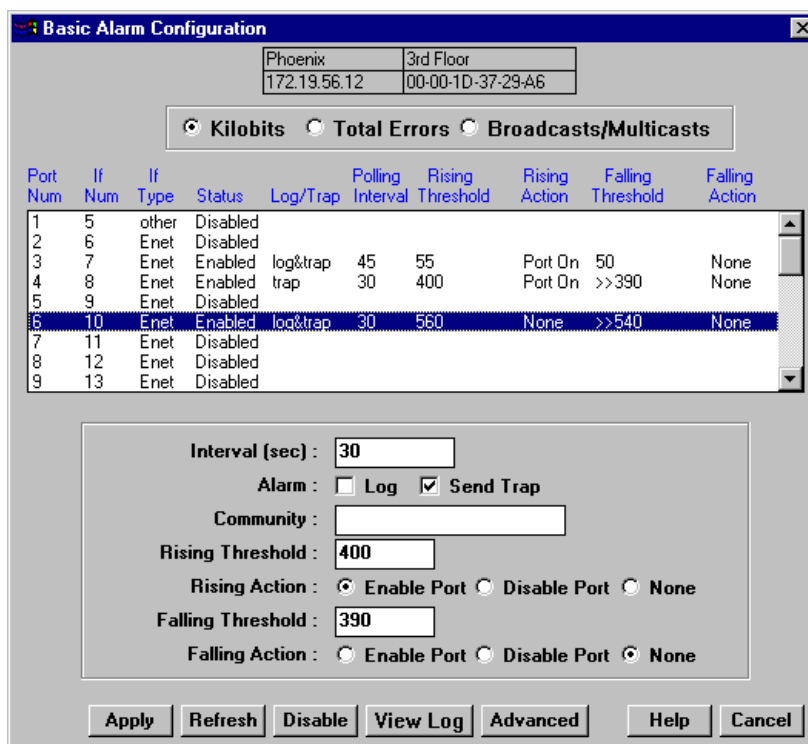 Basic Alarm Configuration
Phoenix 3rd Floor
172.19.56.12 00-00-1D-37-29-A6
Kilobits Total Errors Broadcasts/Multicasts
Port Num If Num If Type Status Log/Trap Polling Interval Rising Threshold Rising Action Falling Threshold Falling Action
1 5 other Disabled
2 6 Enet Disabled
3 7 Enet Enabled log&trap 45 55 Port On 50 None
4 8 Enet Enabled trap 30 400 Port On >>390 None
5 9 Enet Disabled
6 10 Enet Enabled log&trap 30 560 None >>540 None
7 11 Enet Disabled
8 12 Enet Disabled
9 13 Enet Disabled
Interval (sec) : 30
Alarm : Log Send Trap
Community :
Rising Threshold : 400
Rising Action : Enable Port Disable Port None
Falling Threshold : 390
Falling Action : Enable Port Disable Port None
Apply Refresh Disable View Log Advanced Help Cancel